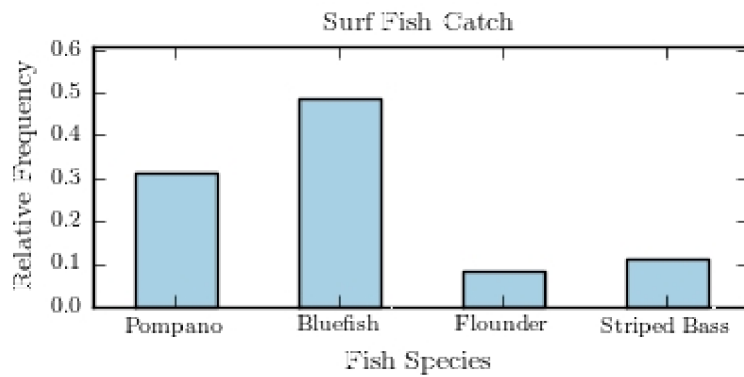 Surf Fish Catch
0.6
0.5
0.4
0.3
0.2
0.1
0.0
Relative Frequency
Pompano Bluefish Flounder Striped Bass
Fish Species